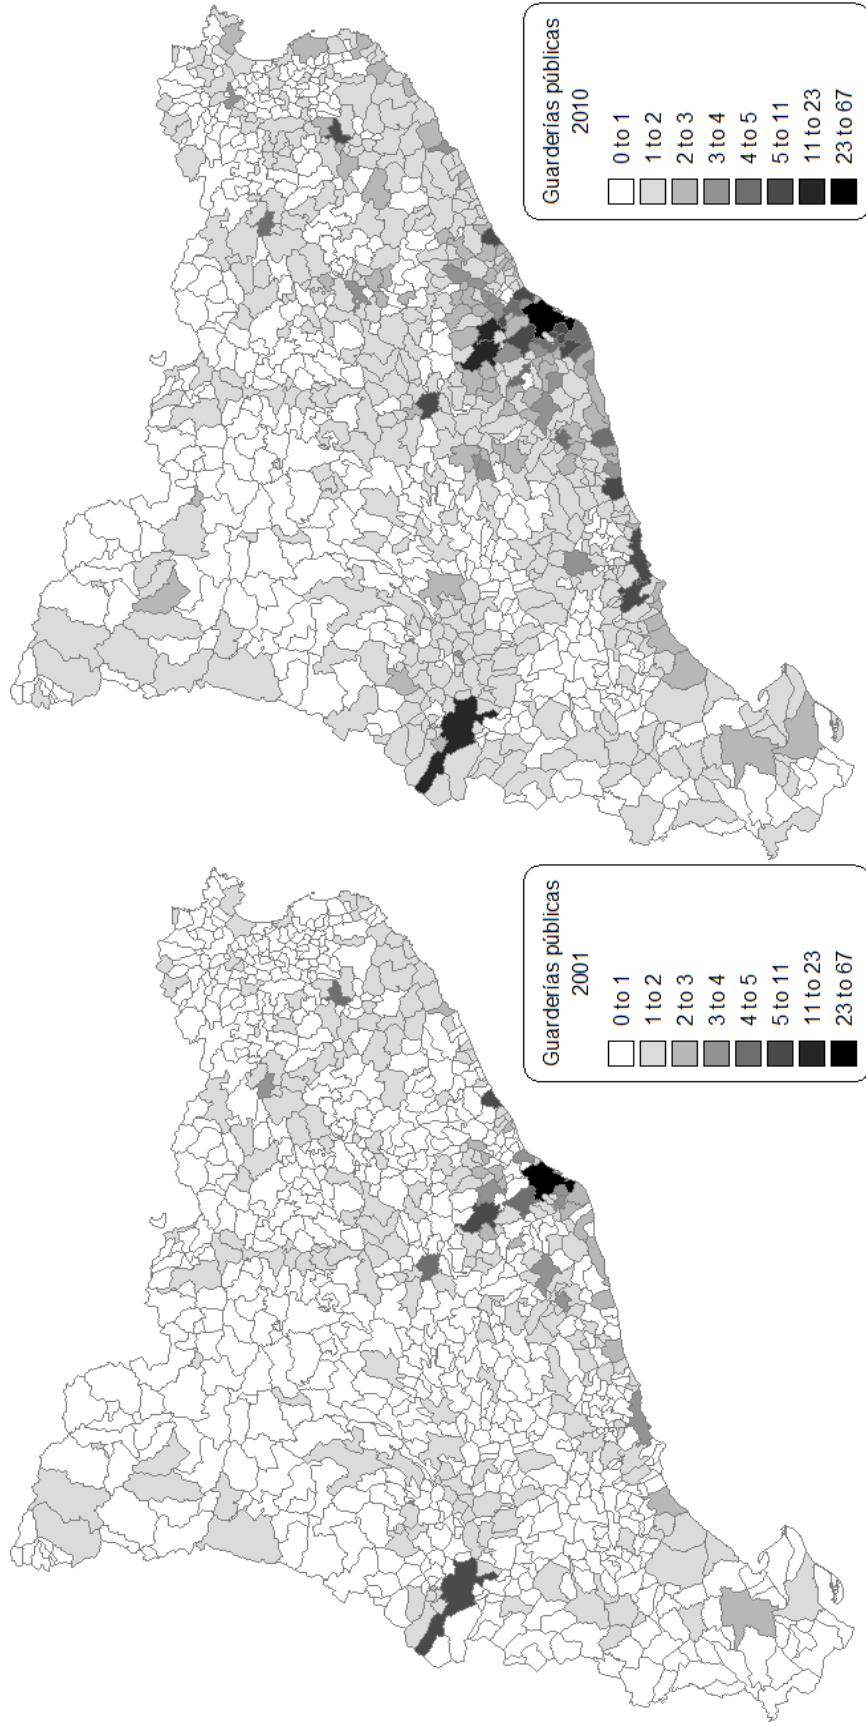 Guarderías públicas
2001
0 to 1
1 to 2
2 to 3
3 to 4
4 to 5
5 to 11
11 to 23
23 to 67
Guarderías públicas
2010
0 to 1
1 to 2
2 to 3
3 to 4
4 to 5
5 to 11
11 to 23
23 to 67